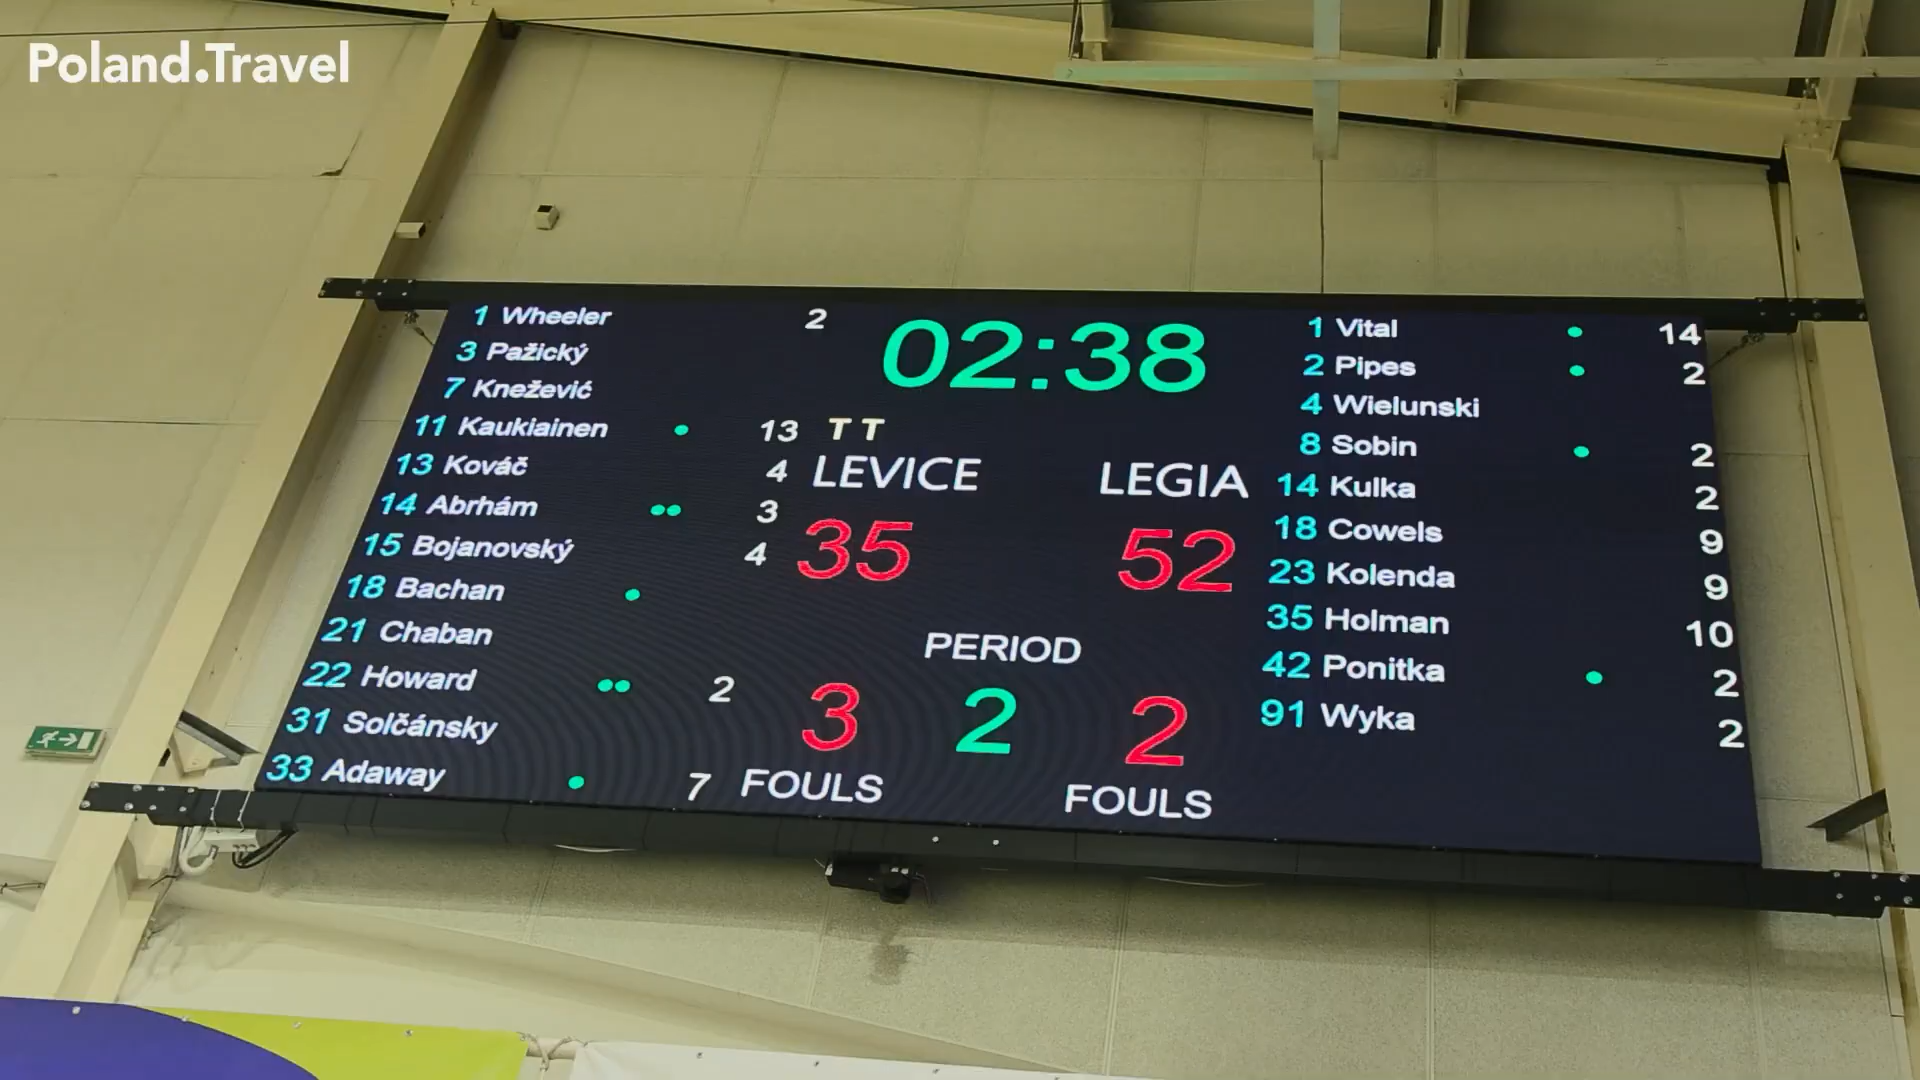 Poland.Travel
1 Wheeler 2
3 Pažický
7 Knežević
11 Kaukiainen 13
13 Kováč 4
14 Abrhám 3
15 Bojanovský 4
18 Bachan
21 Chaban
22 Howard 2
31 Solčánsky
33 Adaway 7
02:38
T T
LEVICE LEGIA
35 52
PERIOD
3 2 2
FOULS FOULS
1 Vital 14
2 Pipes 2
4 Wielunski
8 Sobin 2
14 Kulka 2
18 Cowels 9
23 Kolenda 9
35 Holman 10
42 Ponitka 2
91 Wyka 2